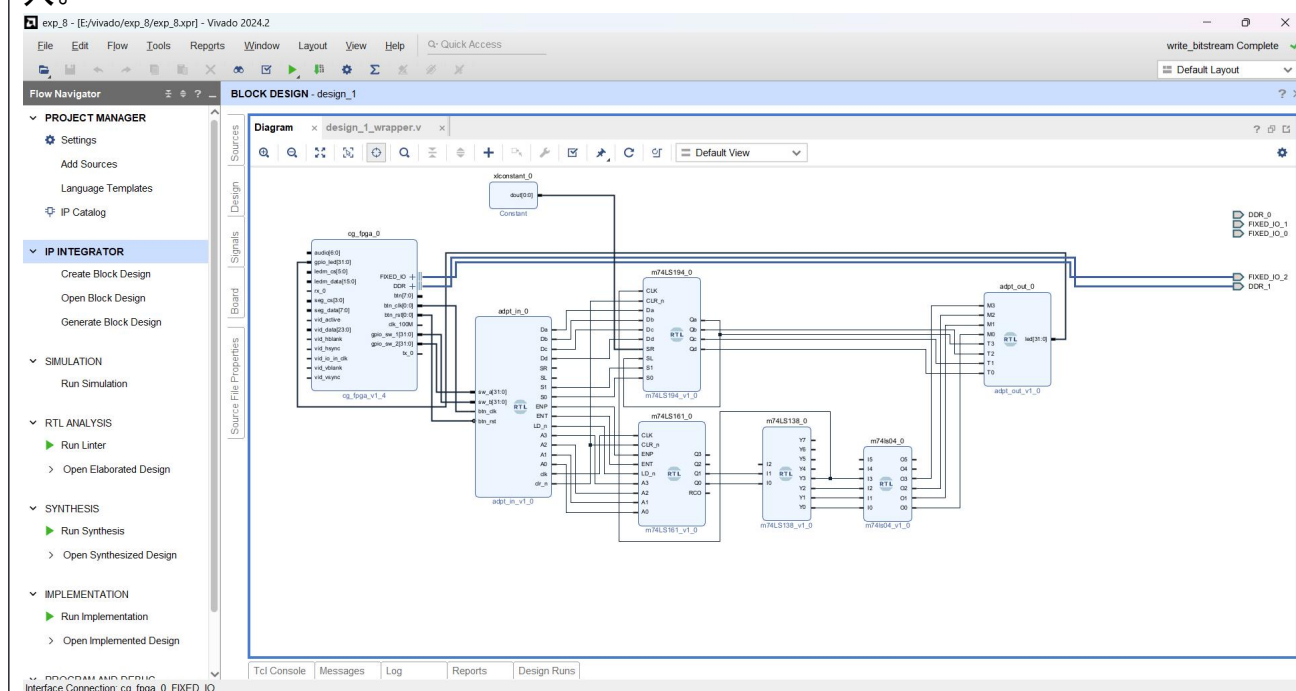 exp_8 - [E:/vivado/exp_8/exp_8.xpr] - Vivado 2024.2
File Edit Flow Tools Reports Window Layout View Help Quick Access
write_bitstream Complete
Default Layout
Flow Navigator
PROJECT MANAGER
Settings
Add Sources
Language Templates
IP Catalog
IP INTEGRATOR
Create Block Design
Open Block Design
Generate Block Design
SIMULATION
Run Simulation
RTL ANALYSIS
Run Linter
Open Elaborated Design
SYNTHESIS
Run Synthesis
Open Synthesized Design
IMPLEMENTATION
Run Implementation
Open Implemented Design
PROGRAM AND DEBUG
Interface Connection: cg_fpga_0_FIXED_IO
BLOCK DESIGN - design_1
Sources
Design
Signals
Board
Source File Properties
Diagram × design_1_wrapper.v ×
Default View
xlconstant_0
dout[0:0]
Constant
cg_fpga_0
audio[6:0]
gpio_led[31:0]
ledm_cs[5:0]
ledm_data[15:0]
rx_0
seg_cs[3:0]
seg_data[7:0]
vid_active
vid_data[23:0]
vid_hblank
vid_hsync
vid_io_in_clk
vid_vblank
vid_vsync
FIXED_IO
DDR
btn[7:0]
btn_clk[0:0]
btn_rst[0:0]
clk_100M
gpio_sw_1[31:0]
gpio_sw_2[31:0]
tx_0
cg_fpga_v1_4
adpt_in_0
sw_a[31:0]
sw_b[31:0]
btn_clk
btn_rst
RTL
Da
Db
Dc
Dd
SR
SL
S1
S0
ENP
ENT
LD_n
A3
A2
A1
A0
clk
clr_n
adpt_in_v1_0
m74LS194_0
CLK
CLR_n
Da
Db
Dc
Dd
SR
SL
S1
S0
RTL
Qa
Qb
Qc
Qd
m74LS194_v1_0
m74LS161_0
CLK
CLR_n
ENP
ENT
LD_n
A3
A2
A1
A0
RTL
Q3
Q2
Q1
Q0
RCO
m74LS161_v1_0
m74LS138_0
I2
I1
I0
RTL
Y7
Y6
Y5
Y4
Y3
Y2
Y1
Y0
m74LS138_v1_0
m74ls04_0
I5
I4
I3
I2
I1
I0
RTL
O5
O4
O3
O2
O1
O0
m74ls04_v1_0
adpt_out_0
M3
M2
M1
M0
T3
T2
T1
T0
RTL
led[31:0]
adpt_out_v1_0
DDR_0
FIXED_IO_1
FIXED_IO_0
FIXED_IO_2
DDR_1
Tcl Console Messages Log Reports Design Runs